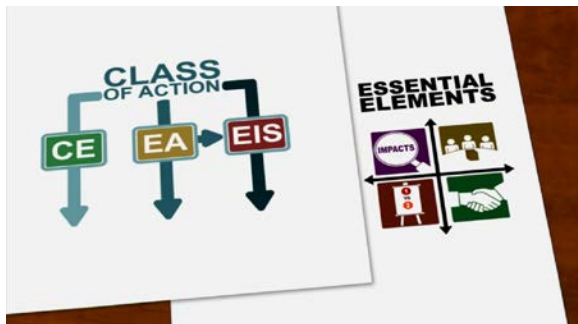 CLASS
OF ACTION
CE
EA
EIS
ESSENTIAL
ELEMENTS
IMPACTS